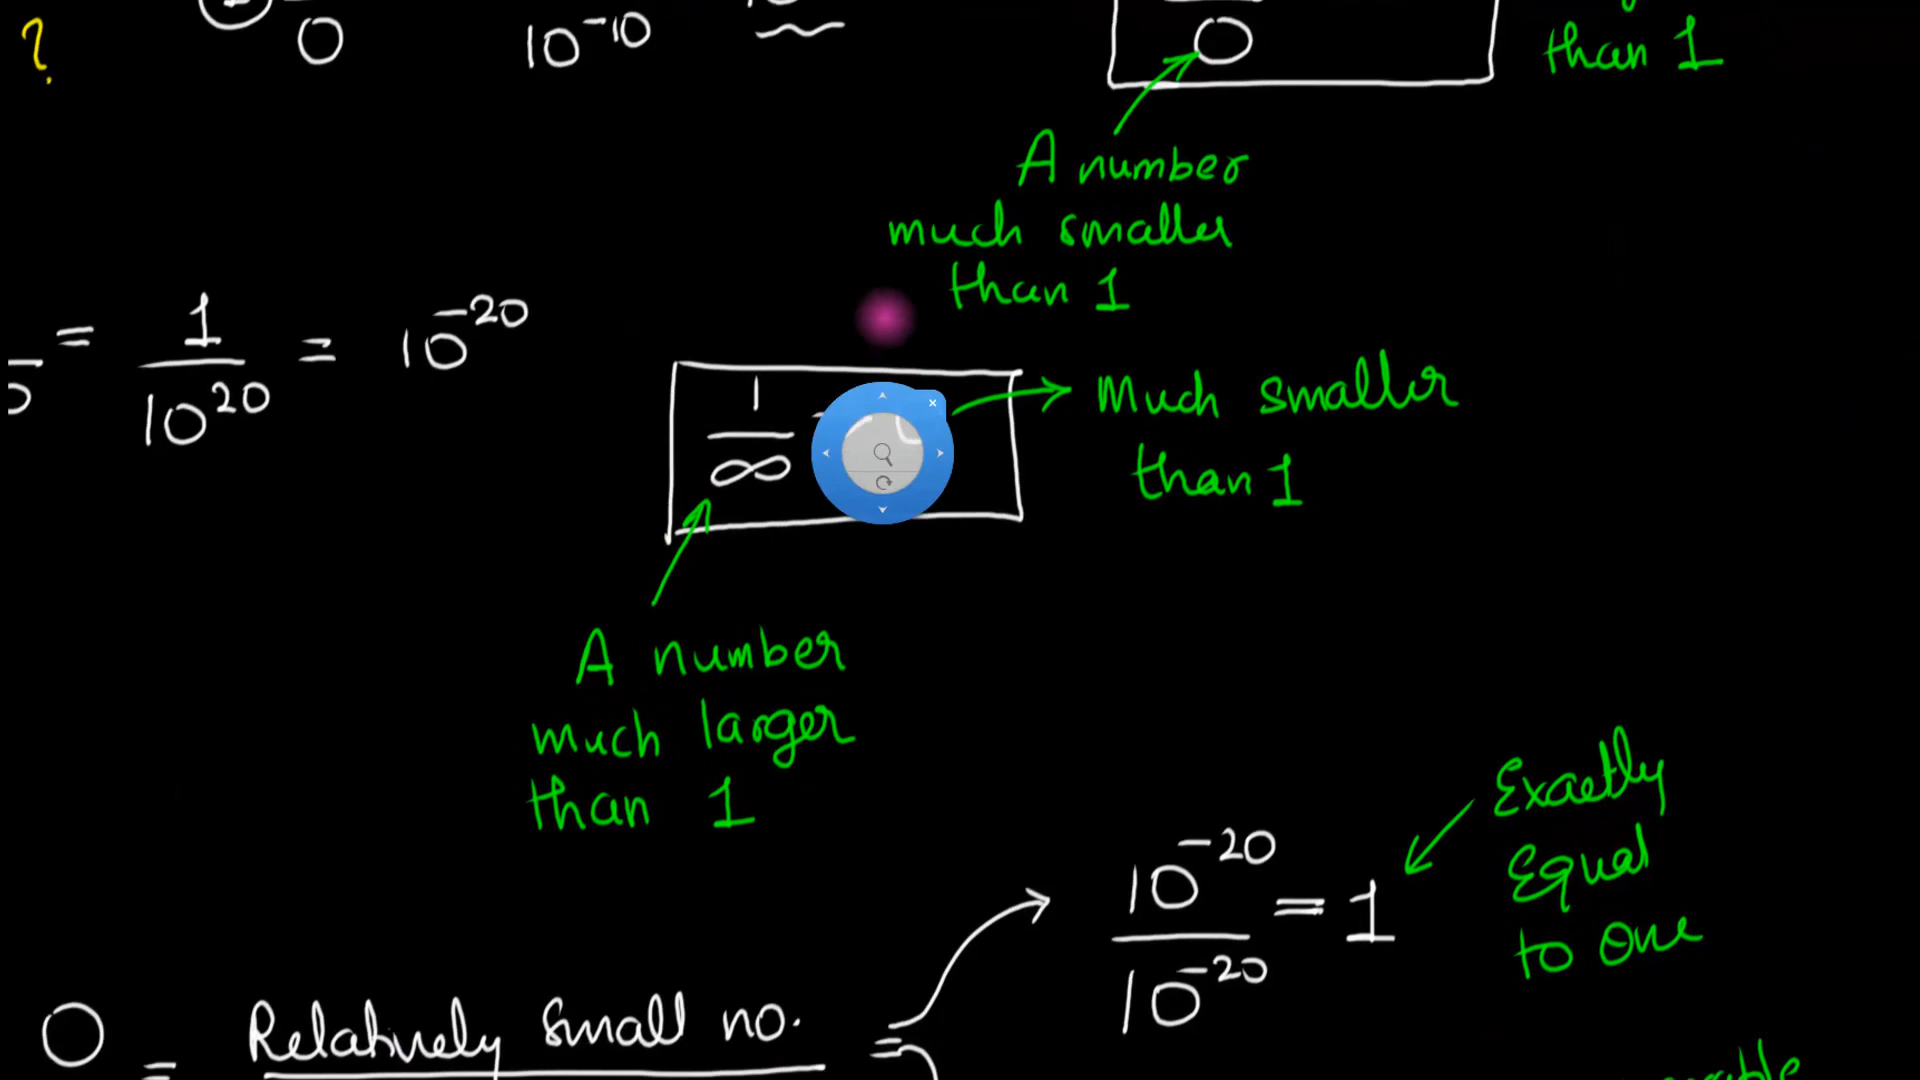 ?
0
10^-10
0
than 1
A number
much smaller
than 1
= 1/10^20 = 10^-20
1/∞
Much smaller
than 1
A number
much larger
than 1
Exactly
Equal
to One
10^-20/10^-20 = 1
0 = Relatively Small no. =